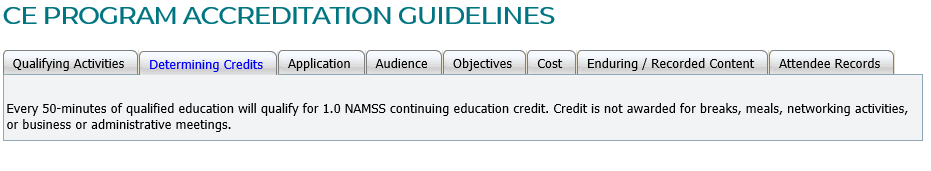 CE PROGRAM ACCREDITATION GUIDELINES
Qualifying Activities Determining Credits Application Audience Objectives Cost Enduring / Recorded Content Attendee Records
Every 50-minutes of qualified education will qualify for 1.0 NAMSS continuing education credit. Credit is not awarded for breaks, meals, networking activities,
or business or administrative meetings.